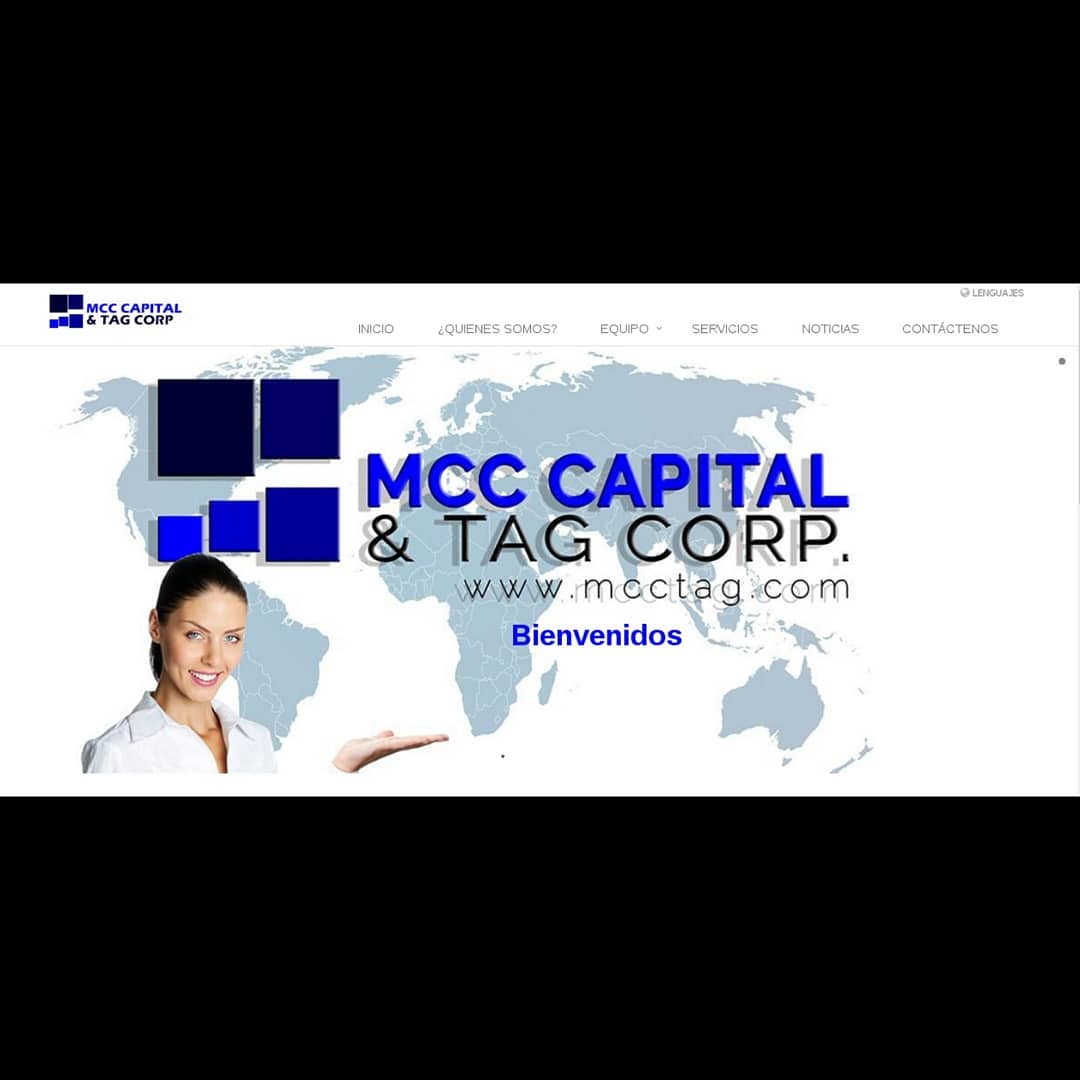 MCC CAPITAL
& TAG CORP
LENGUAJES
INICIO
¿QUIENES SOMOS?
EQUIPO
SERVICIOS
NOTICIAS
CONTÁCTENOS
MCC CAPITAL
& TAG CORP.
www.mcctag.com
Bienvenidos